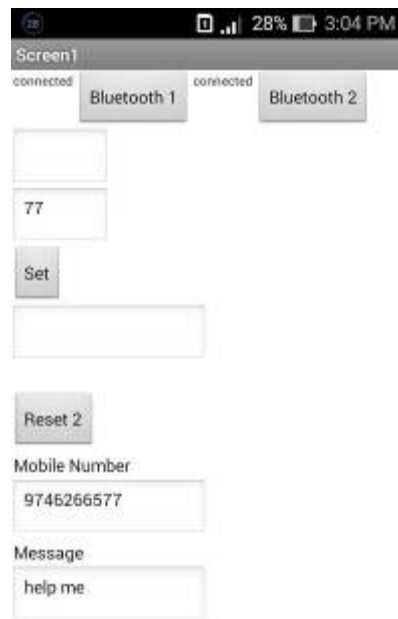 28 28% 3:04 PM
Screen1
connected Bluetooth 1 connected Bluetooth 2
77
Set
Reset 2
Mobile Number
9746266577
Message
help me